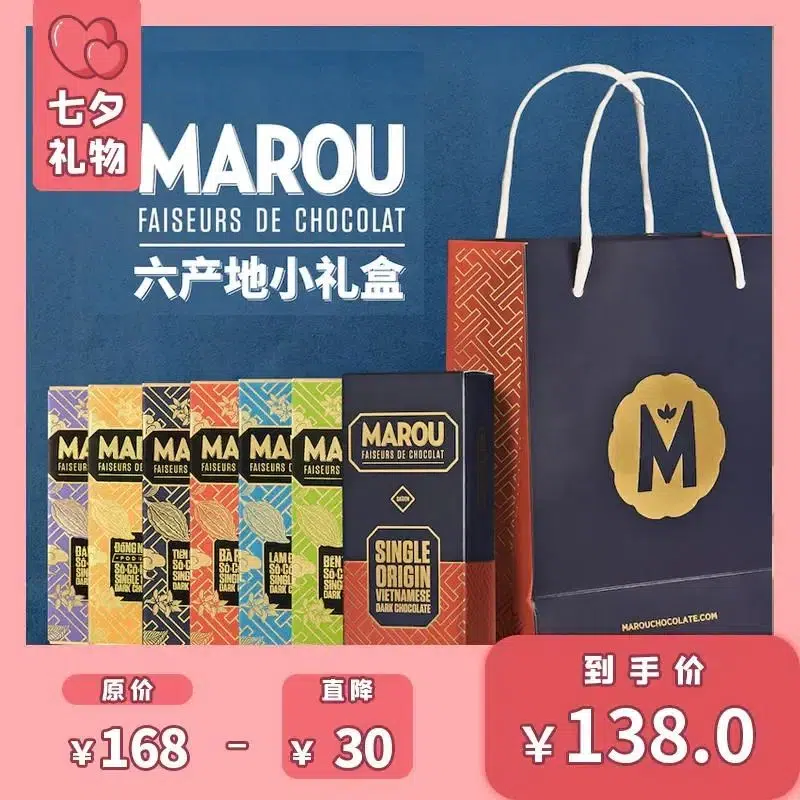 七夕
礼物
MAROU
FAISEURS DE CHOCOLAT
六产地小礼盒
MAROU
FAISEURS DE CHOCOLAT
SINGLE
ORIGIN
VIETNAMESE
DARK CHOCOLATE
M
MAROUCHOCOLATE.COM
原价
¥168
-
直降
¥ 30
到手价
¥138.0